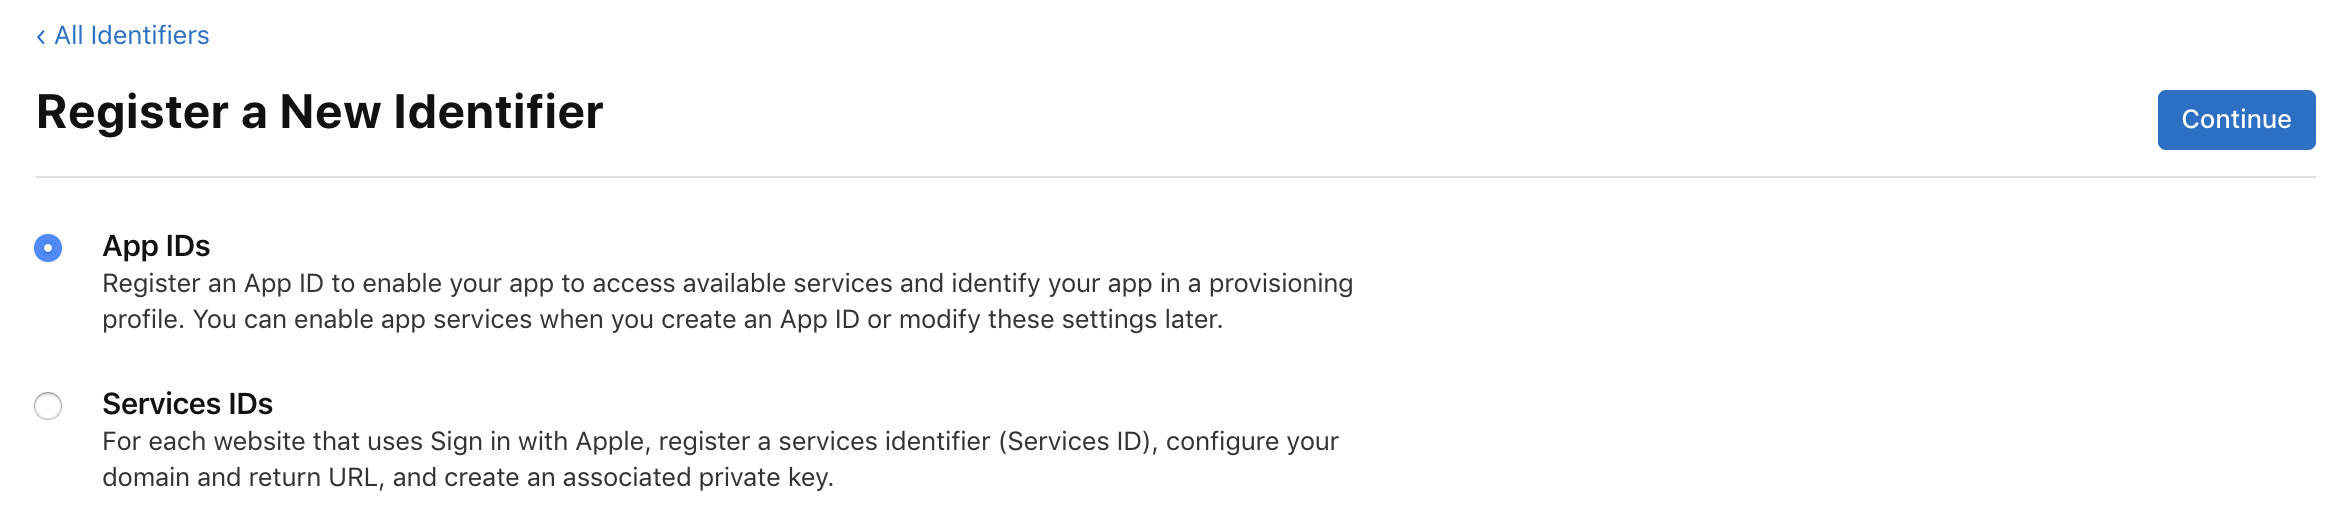 ‹ All Identifiers
Register a New Identifier
Continue
App IDs
Register an App ID to enable your app to access available services and identify your app in a provisioning
profile. You can enable app services when you create an App ID or modify these settings later.
Services IDs
For each website that uses Sign in with Apple, register a services identifier (Services ID), configure your
domain and return URL, and create an associated private key.